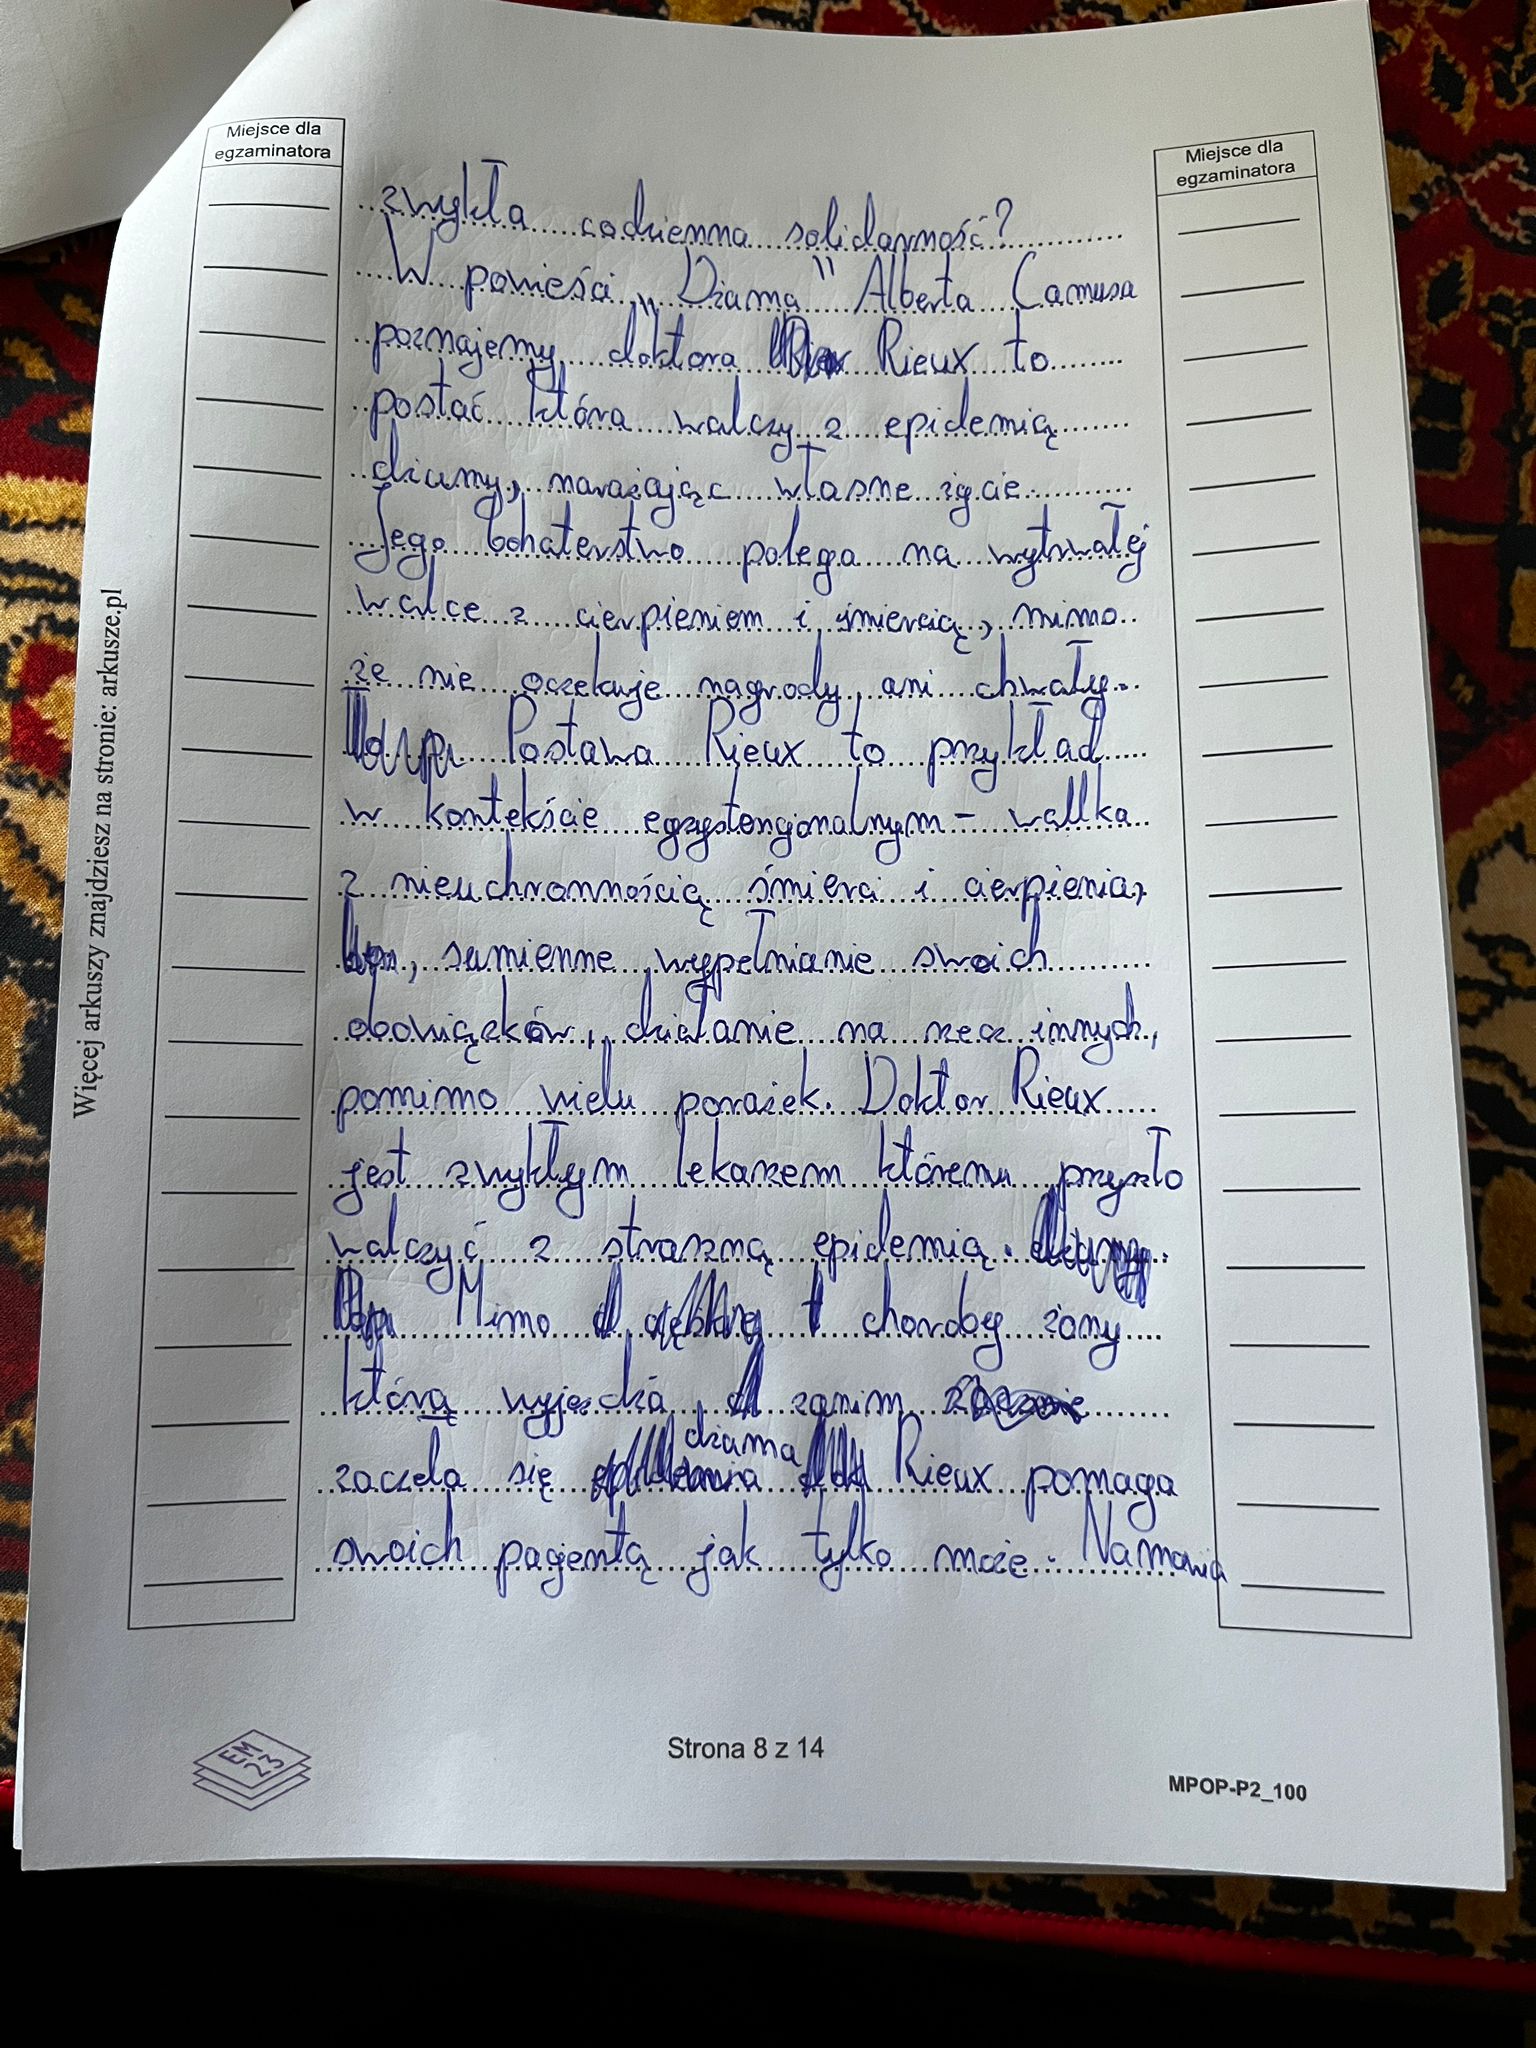 Miejsce dla
egzaminatora
Miejsce dla
egzaminatora
zwykła codzienna solidarność?
W powieści „Dżuma" Alberta Camusa
poznajemy doktora Rieux to
postać która walczy z epidemią
dżumy, narażając własne życie.
Jego bohaterstwo polega na wytrwałej
walce z cierpieniem i śmiercią, mimo
że nie oczekuje nagrody ani chwały.
Postawa Rieux to przykład
w kontekście egzystencjonalnym - walka
z nieuchronnością śmierci i cierpienia,
, sumienne wypełnianie swoich
obowiązków, działanie na rzecz innych,
pomimo wielu porażek. Doktor Rieux
jest zwykłym lekarzem któremu przyszło
walczyć z straszną epidemią.
Mimo choroby żony
którą wyjeżdża zanim
zaczeła się dżuma Rieux pomaga
swoich pacjentą jak tylko może. Namawia
Więcej arkuszy znajdziesz na stronie: arkusze.pl
EM
23
Strona 8 z 14
MPOP-P2_100